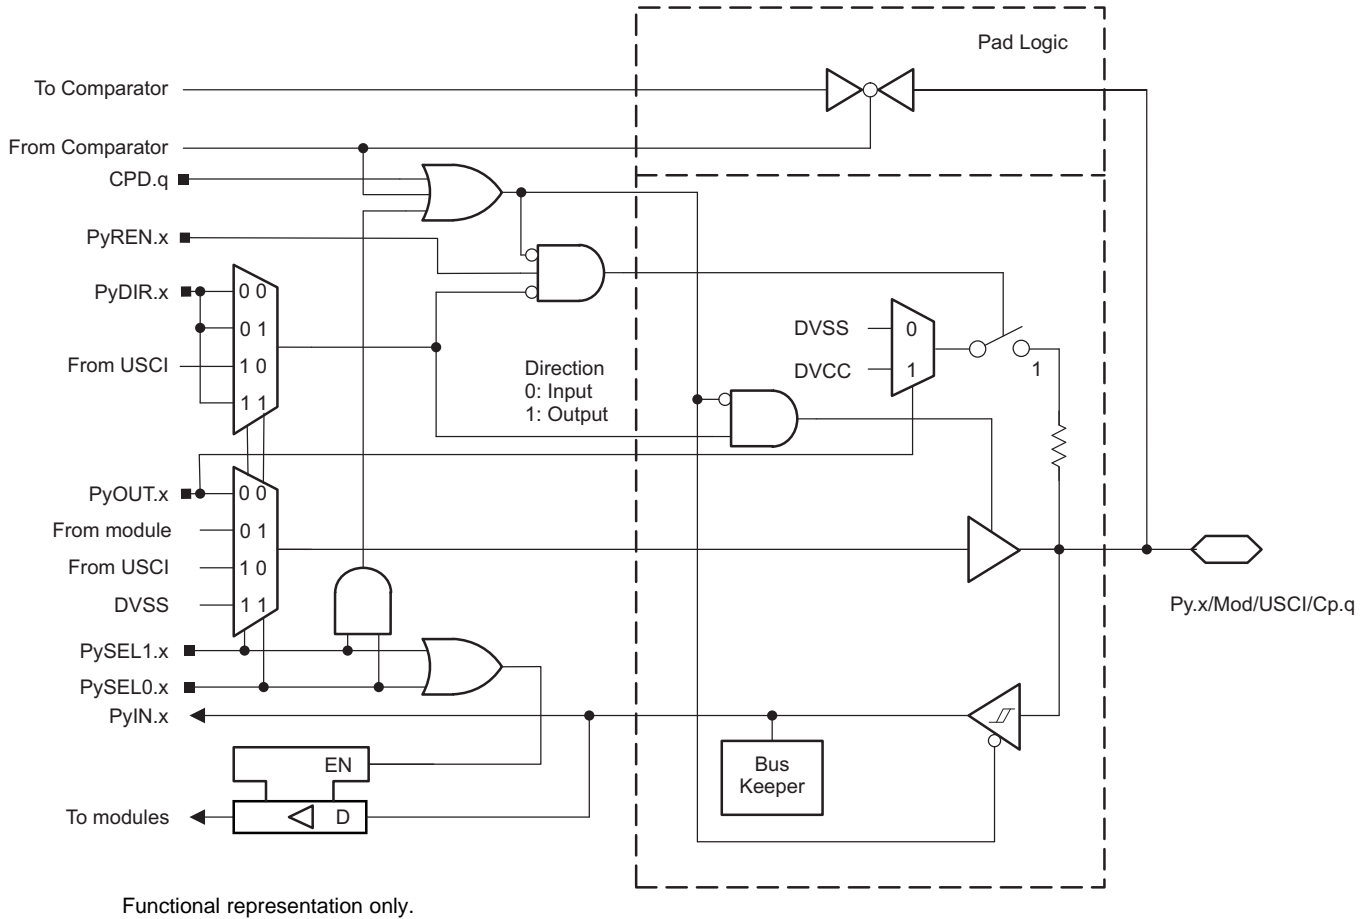 Pad Logic
To Comparator
From Comparator
CPD.q
PyREN.x
PyDIR.x
0 0
0 1
From USCI
1 0
1 1
Direction
0: Input
1: Output
DVSS
0
DVCC
1
1
PyOUT.x
0 0
From module
0 1
From USCI
1 0
DVSS
1 1
Py.x/Mod/USCI/Cp.q
PySEL1.x
PySEL0.x
PyIN.x
Bus
Keeper
EN
To modules
D
Functional representation only.